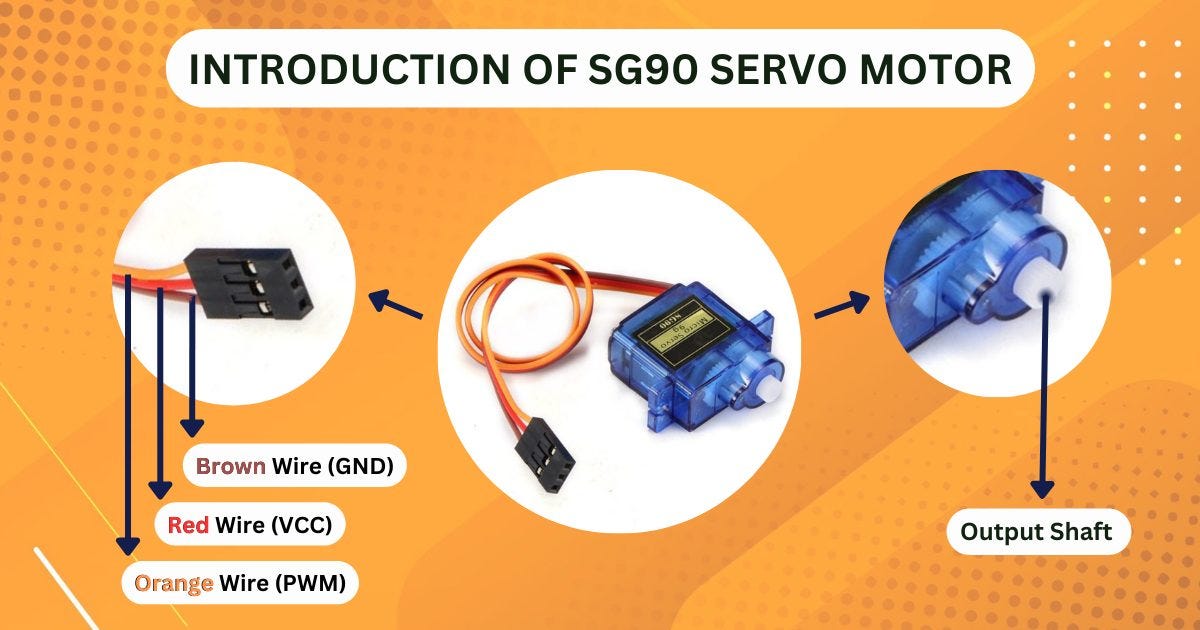 INTRODUCTION OF SG90 SERVO MOTOR
SG90
Micro Servo
9g
Brown Wire (GND)
Red Wire (VCC)
Orange Wire (PWM)
Output Shaft